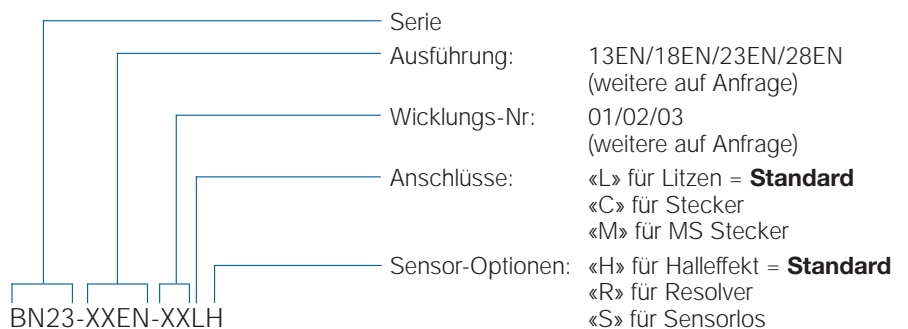 Serie
Ausführung: 13EN/18EN/23EN/28EN
(weitere auf Anfrage)
Wicklungs-Nr: 01/02/03
(weitere auf Anfrage)
Anschlüsse: «L» für Litzen = Standard
«C» für Stecker
«M» für MS Stecker
Sensor-Optionen: «H» für Halleffekt = Standard
«R» für Resolver
«S» für Sensorlos
BN23-XXEN-XXLH